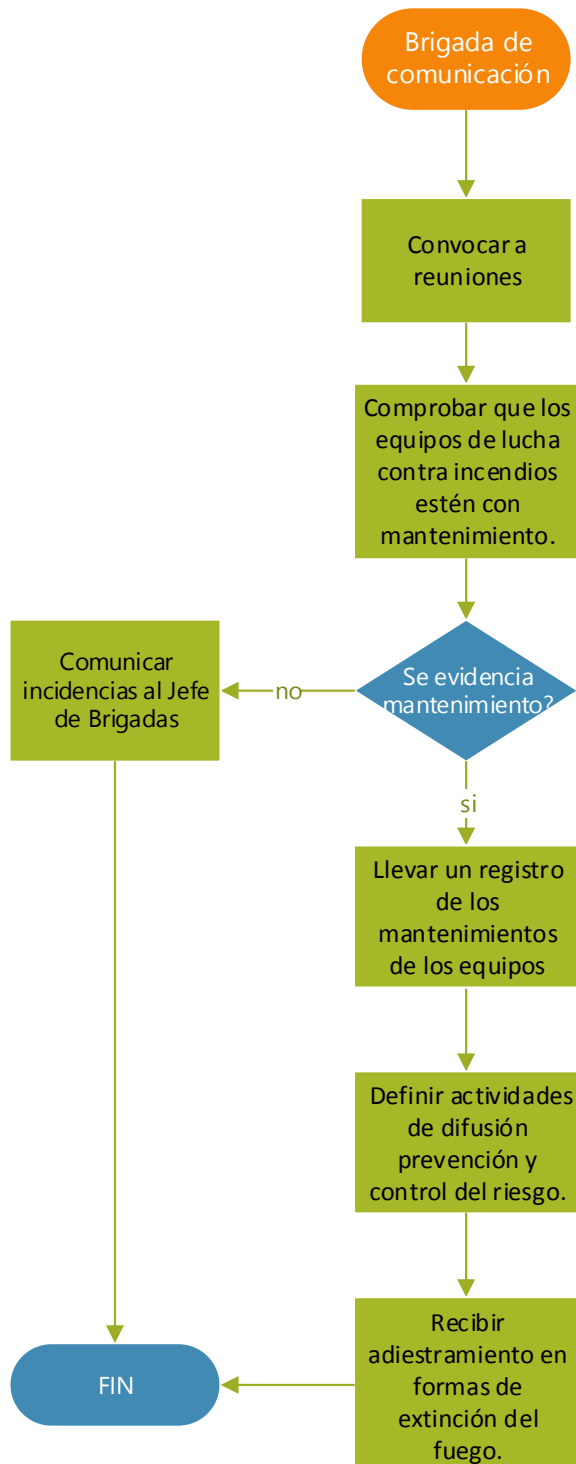 Brigada de
comunicación
Convocar a
reuniones
Comprobar que los
equipos de lucha
contra incendios
estén con
mantenimiento.
Se evidencia
mantenimiento?
no
Comunicar
incidencias al Jefe
de Brigadas
si
Llevar un registro
de los
mantenimientos
de los equipos
Definir actividades
de difusión
prevención y
control del riesgo.
Recibir
adiestramiento en
formas de
extinción del
fuego.
FIN